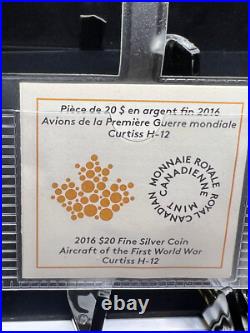 Pièce de 20 $ en argent fin 2016
Avions de la Première Guerre mondiale
Curtiss H-12
MONNAIE ROYALE CANADIENNE
ROYAL CANADIAN MINT
2016 $20 Fine Silver Coin
Aircraft of the First World War
Curtiss H-12